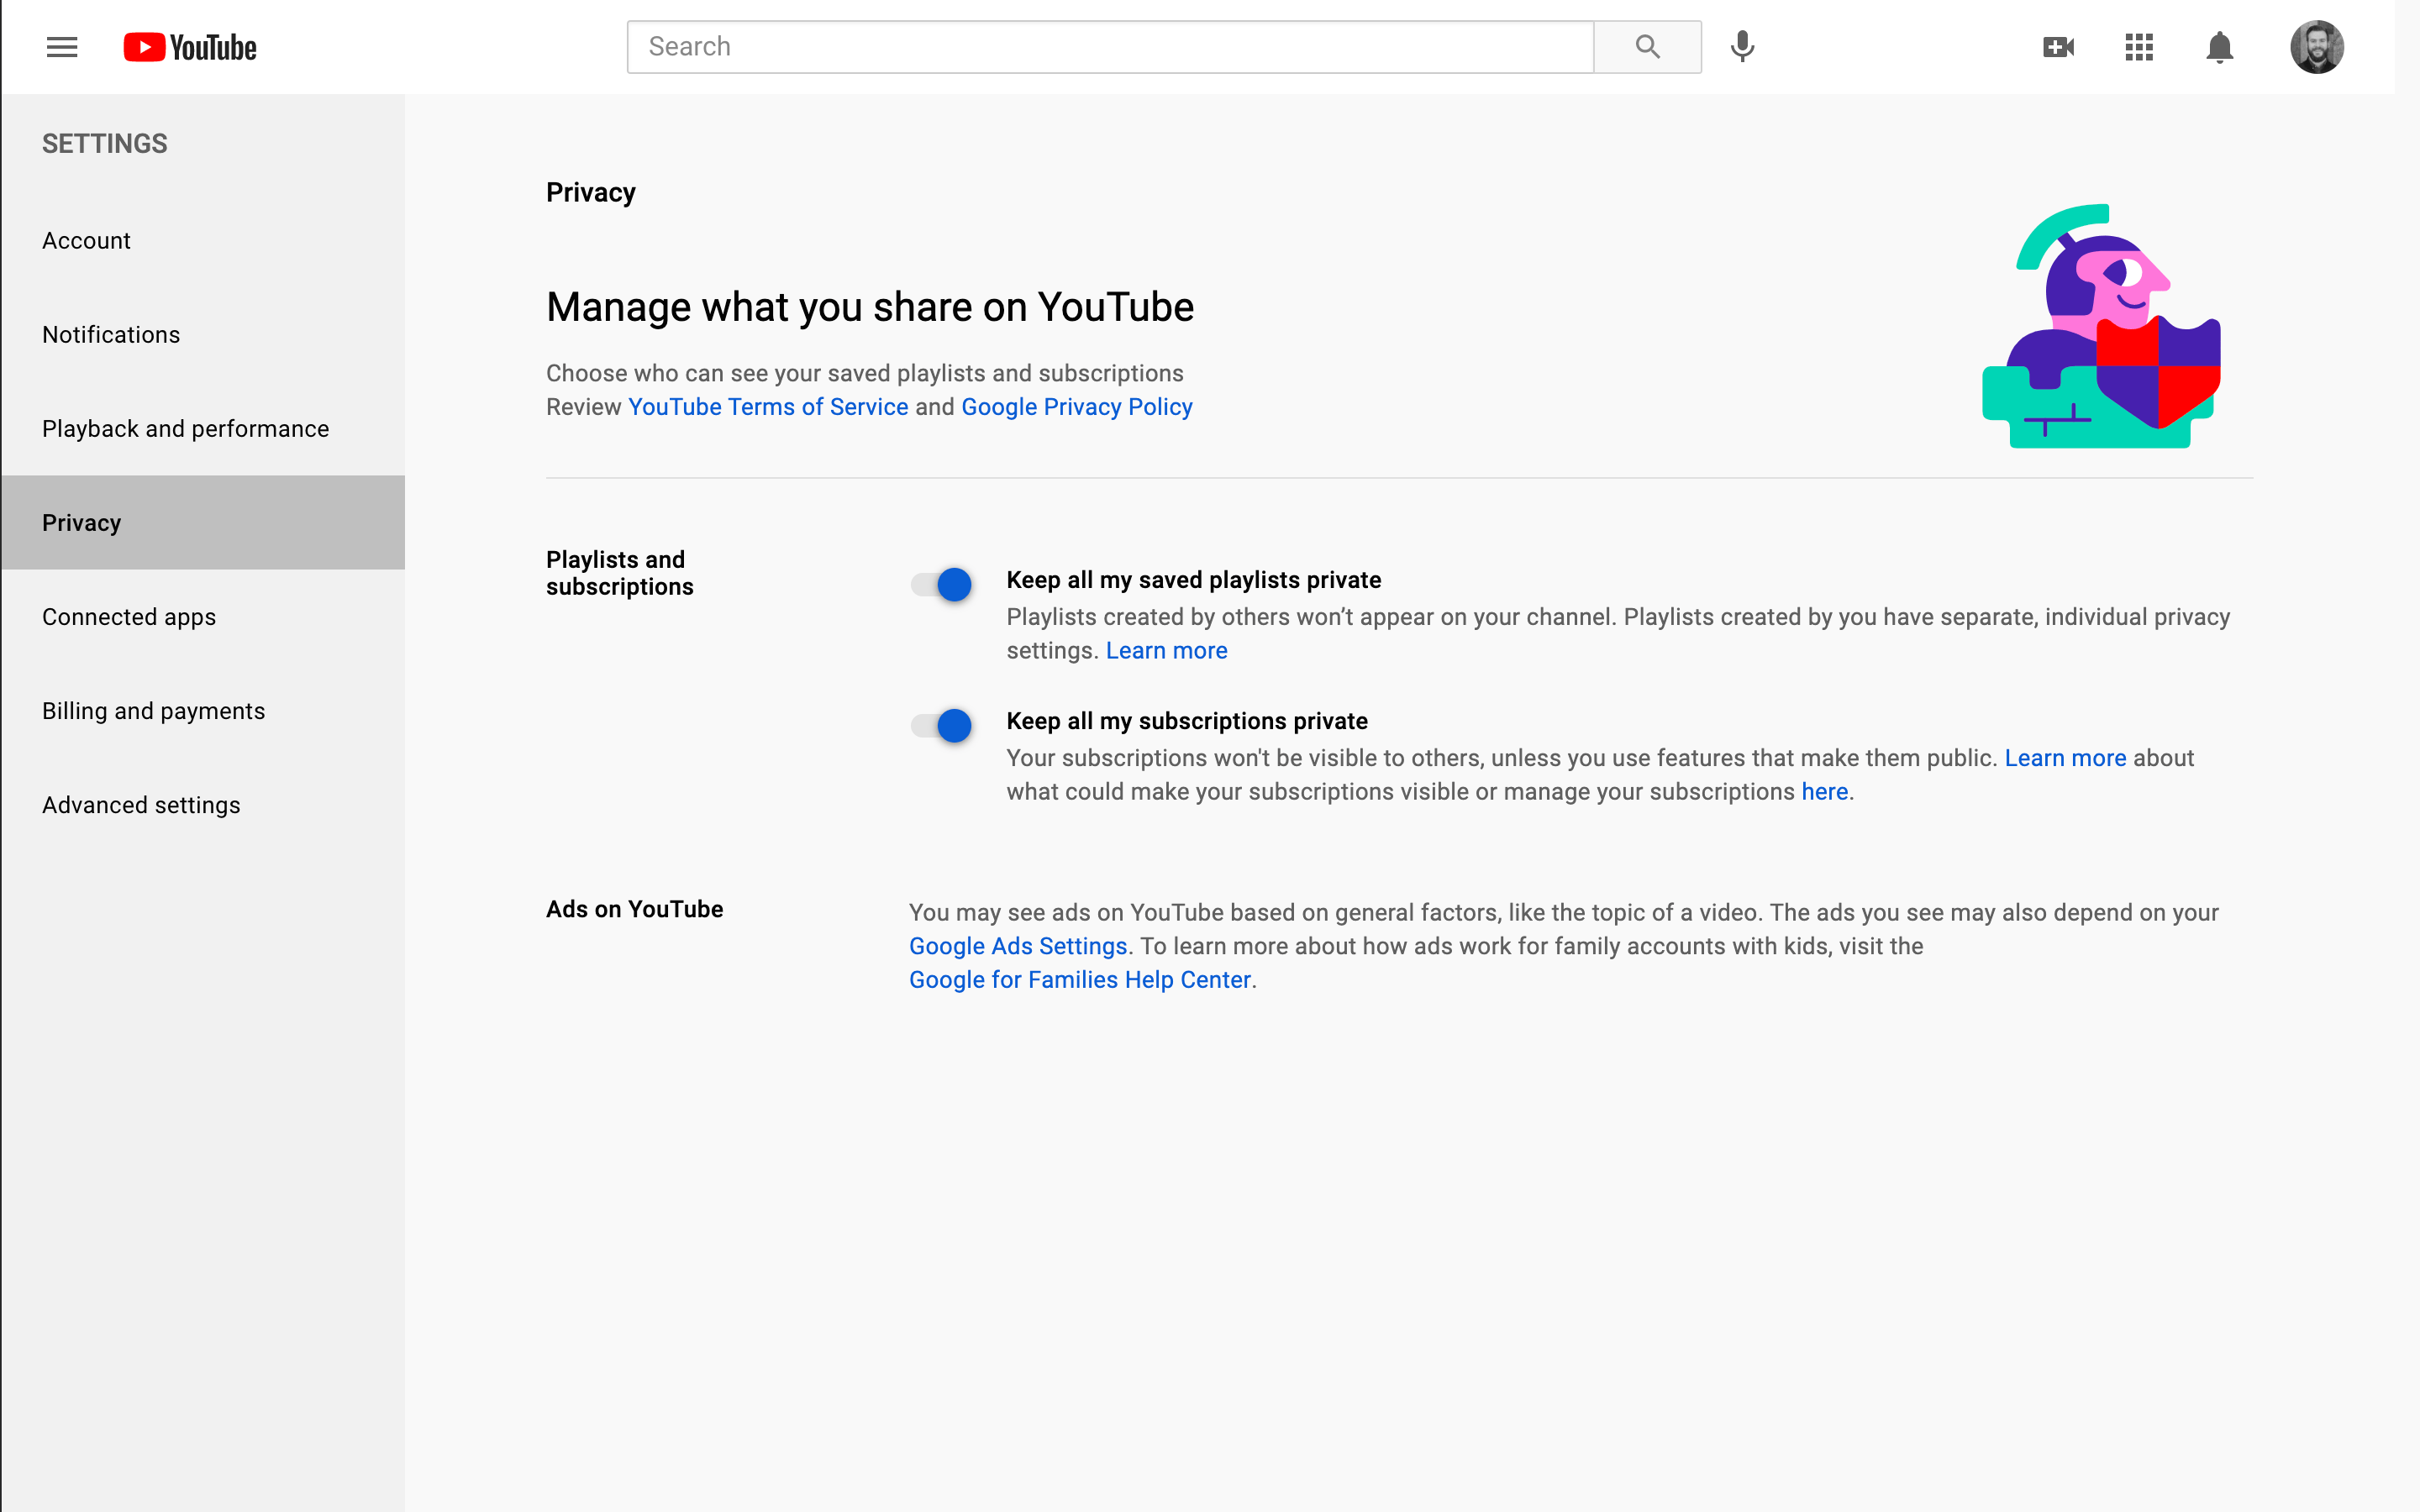 YouTube
Search
SETTINGS
Account
Notifications
Playback and performance
Privacy
Connected apps
Billing and payments
Advanced settings
Privacy
Manage what you share on YouTube
Choose who can see your saved playlists and subscriptions
Review YouTube Terms of Service and Google Privacy Policy
Playlists and
subscriptions
Keep all my saved playlists private
Playlists created by others won’t appear on your channel. Playlists created by you have separate, individual privacy
settings. Learn more
Keep all my subscriptions private
Your subscriptions won't be visible to others, unless you use features that make them public. Learn more about
what could make your subscriptions visible or manage your subscriptions here.
Ads on YouTube
You may see ads on YouTube based on general factors, like the topic of a video. The ads you see may also depend on your
Google Ads Settings. To learn more about how ads work for family accounts with kids, visit the
Google for Families Help Center.